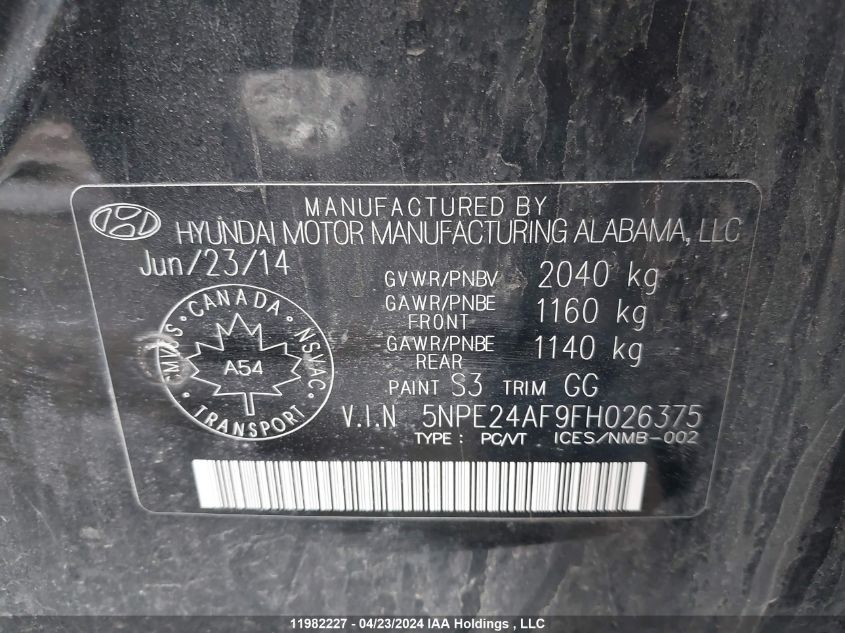 MANUFACTURED BY
HYUNDAI MOTOR MANUFACTURING ALABAMA, LLC
Jun/23/14
GVWR/PNBV 2040 kg
GAWR/PNBE FRONT 1160 kg
GAWR/PNBE REAR 1140 kg
PAINT S3 TRIM GG
V.I.N 5NPE24AF9FH026375
TYPE: PC/VT ICES/NMB-002
CANADA
CMVSS NSVAC
A54
TRANSPORT
11982227 - 04/23/2024 IAA Holdings , LLC